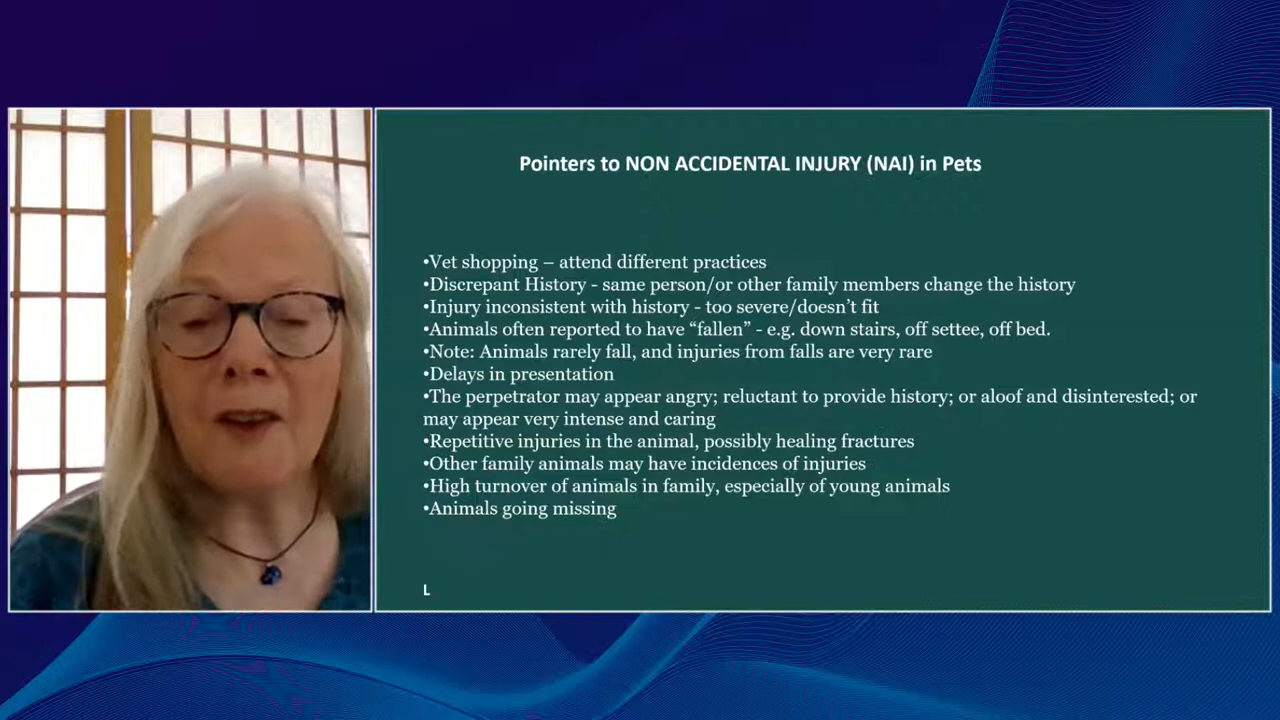 Pointers to NON ACCIDENTAL INJURY (NAI) in Pets
•Vet shopping – attend different practices
•Discrepant History - same person/or other family members change the history
•Injury inconsistent with history - too severe/doesn’t fit
•Animals often reported to have “fallen” - e.g. down stairs, off settee, off bed.
•Note: Animals rarely fall, and injuries from falls are very rare
•Delays in presentation
•The perpetrator may appear angry; reluctant to provide history; or aloof and disinterested; or
may appear very intense and caring
•Repetitive injuries in the animal, possibly healing fractures
•Other family animals may have incidences of injuries
•High turnover of animals in family, especially of young animals
•Animals going missing
L